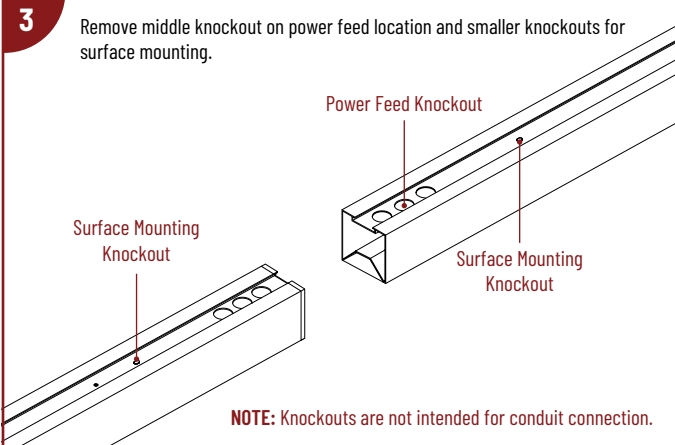 3
Remove middle knockout on power feed location and smaller knockouts for
surface mounting.
Power Feed Knockout
Surface Mounting
Knockout
Surface Mounting
Knockout
NOTE: Knockouts are not intended for conduit connection.